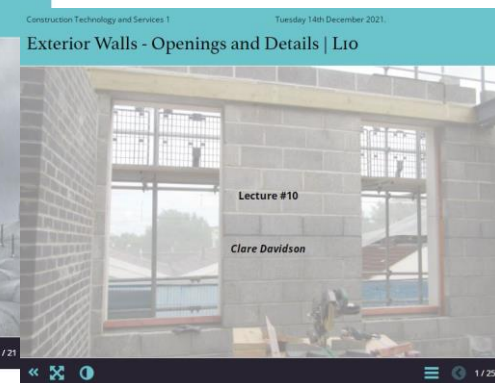 Construction Technology and Services 1 Tuesday 14th December 2021.
Exterior Walls - Openings and Details | L10
Lecture #10
Clare Davidson
/ 21
1 / 25